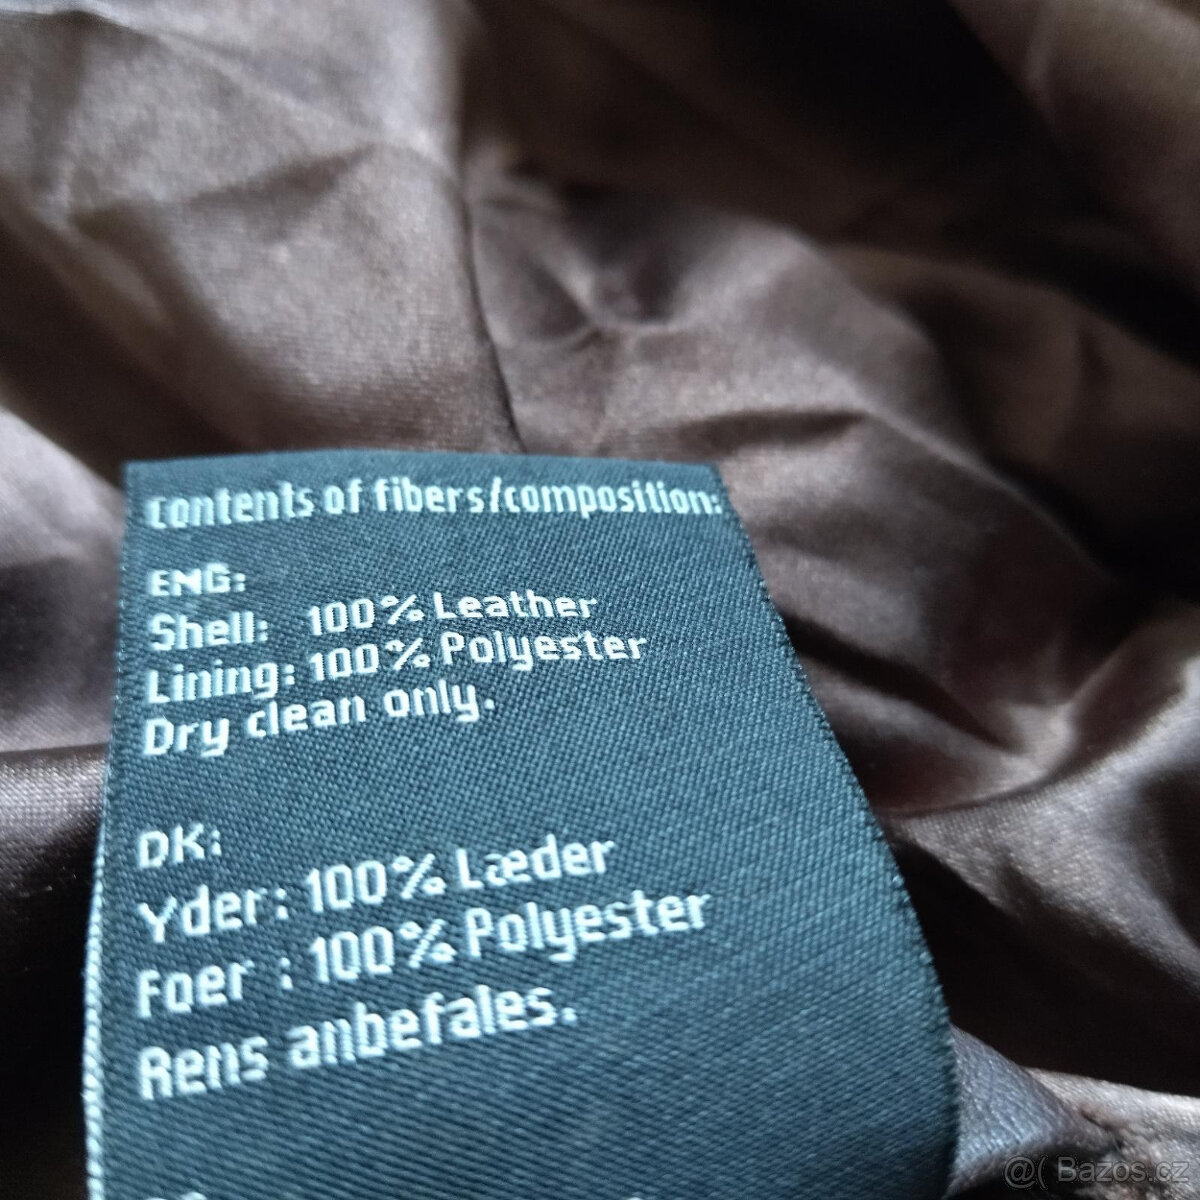 Contents of fibers/composition:
ENG:
Shell: 100% Leather
Lining: 100% Polyester
Dry clean only.
DK:
Yder: 100% Læder
Foer : 100% Polyester
Rens anbefales.
@( Bazos.cz